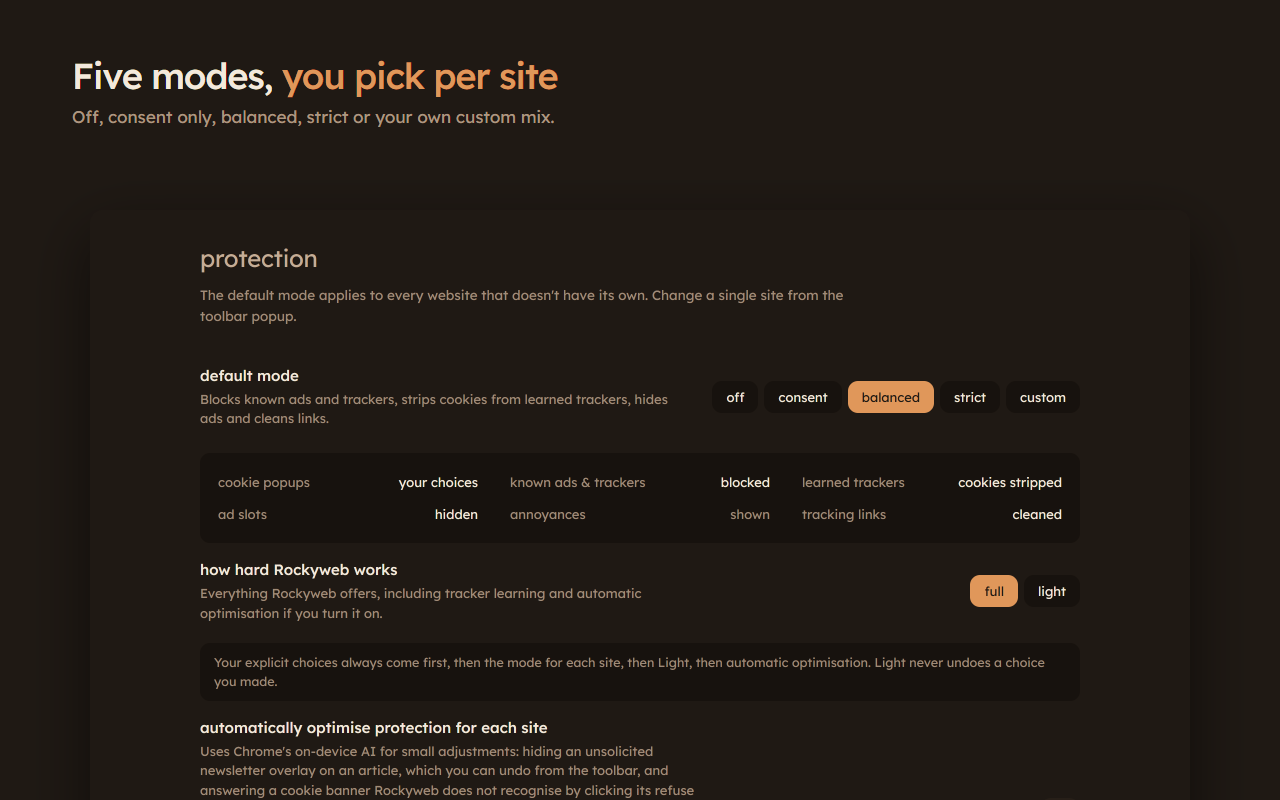 Five modes, you pick per site
Off, consent only, balanced, strict or your own custom mix.
protection
The default mode applies to every website that doesn't have its own. Change a single site from the
toolbar popup.
default mode
Blocks known ads and trackers, strips cookies from learned trackers, hides
ads and cleans links.
off consent balanced strict custom
cookie popups your choices known ads & trackers blocked learned trackers cookies stripped
ad slots hidden annoyances shown tracking links cleaned
how hard Rockyweb works
Everything Rockyweb offers, including tracker learning and automatic
optimisation if you turn it on.
full light
Your explicit choices always come first, then the mode for each site, then Light, then automatic optimisation. Light never undoes a choice
you made.
automatically optimise protection for each site
Uses Chrome's on-device AI for small adjustments: hiding an unsolicited
newsletter overlay on an article, which you can undo from the toolbar, and
answering a cookie banner Rockyweb does not recognise by clicking its refuse